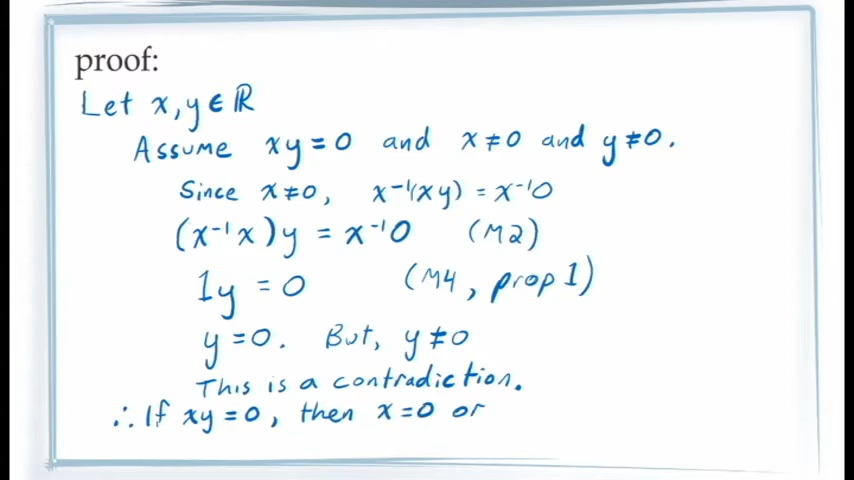 proof:
Let x, y ∈ ℝ
Assume xy = 0 and x ≠ 0 and y ≠ 0.
Since x ≠ 0, x⁻¹(xy) = x⁻¹0
(x⁻¹x)y = x⁻¹0 (M2)
1y = 0 (M4, prop 1)
y = 0. But, y ≠ 0
This is a contradiction.
∴ If xy = 0, then x = 0 or